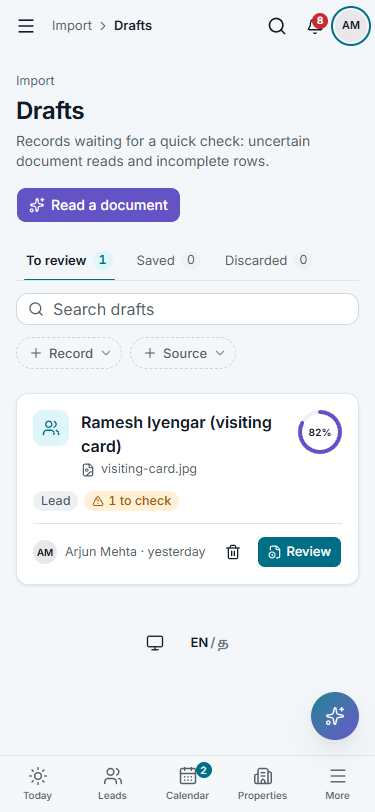 Import > Drafts
8
AM
Import
Drafts
Records waiting for a quick check: uncertain
document reads and incomplete rows.
Read a document
To review 1
Saved 0
Discarded 0
Search drafts
Record
Source
Ramesh Iyengar (visiting
card)
82%
visiting-card.jpg
Lead
1 to check
AM
Arjun Mehta · yesterday
Review
EN / த
2
Today
Leads
Calendar
Properties
More